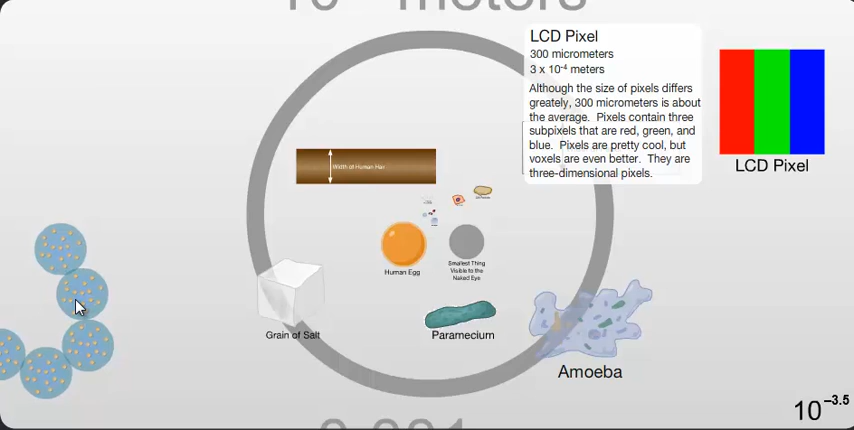 meters
LCD Pixel
300 micrometers
3 x 10⁻⁴ meters
Although the size of pixels differs
greately, 300 micrometers is about
the average. Pixels contain three
subpixels that are red, green, and
blue. Pixels are pretty cool, but
voxels are even better. They are
three-dimensional pixels.
LCD Pixel
Width of Human Hair
Human Egg
Smallest Thing
Visible to the
Naked Eye
Grain of Salt
Paramecium
Amoeba
10⁻³·⁵